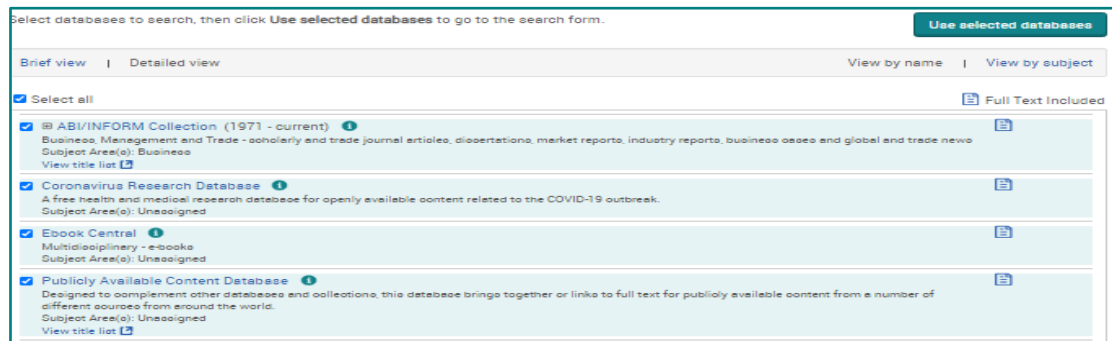 Select databases to search, then click Use selected databases to go to the search form.
Use selected databases
Brief view | Detailed view
View by name | View by subject
Select all
Full Text Included
ABI/INFORM Collection (1971 - current)
Business, Management and Trade - scholarly and trade journal articles, dissertations, market reports, industry reports, business cases and global and trade news
Subject Area(s): Business
View title list
Coronavirus Research Database
A free health and medical research database for openly available content related to the COVID-19 outbreak.
Subject Area(s): Unassigned
Ebook Central
Multidisciplinary - e-books
Subject Area(s): Unassigned
Publicly Available Content Database
Designed to complement other databases and collections, this database brings together or links to full text for publicly available content from a number of
different sources from around the world.
Subject Area(s): Unassigned
View title list